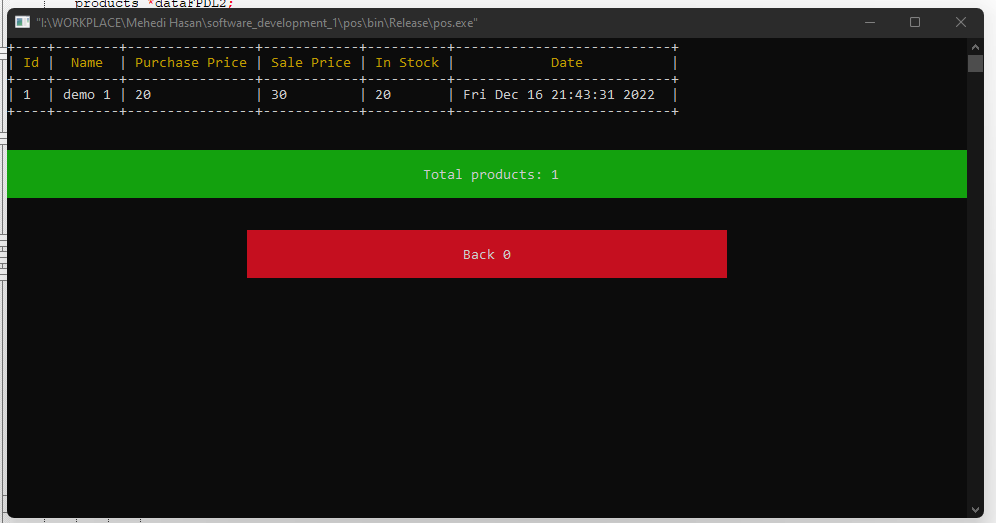 products *dataFPDL2;
"I:\WORKPLACE\Mehedi Hasan\software_development_1\pos\bin\Release\pos.exe"
+----+--------+----------------+------------+----------+---------------------------+
| Id |  Name  | Purchase Price | Sale Price | In Stock |            Date           |
+----+--------+----------------+------------+----------+---------------------------+
| 1  | demo 1 | 20             | 30         | 20       | Fri Dec 16 21:43:31 2022  |
+----+--------+----------------+------------+----------+---------------------------+
Total products: 1
Back 0